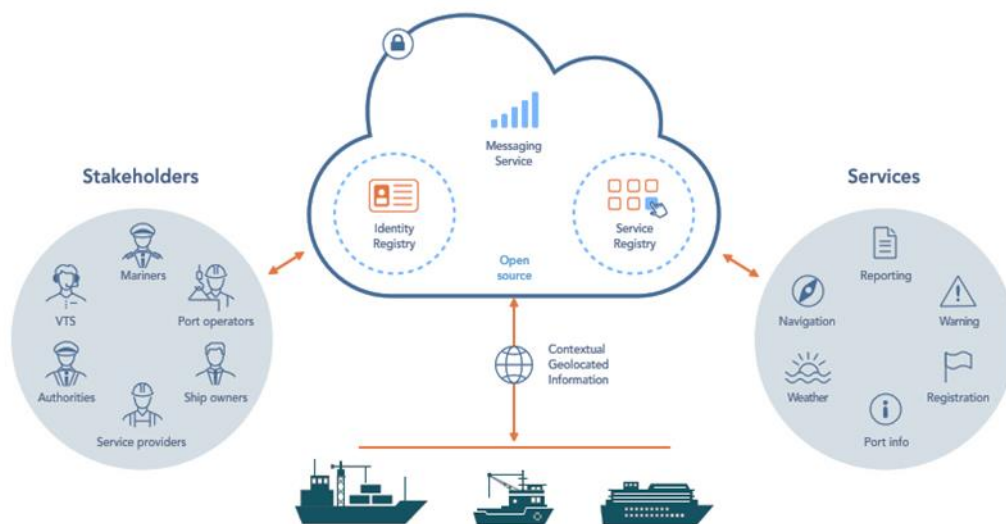 Messaging
Service
Stakeholders
Services
Identity
Registry
Service
Registry
Open
source
Mariners
VTS
Port operators
Authorities
Ship owners
Service providers
Reporting
Navigation
Warning
Weather
Registration
Port info
Contextual
Geolocated
Information